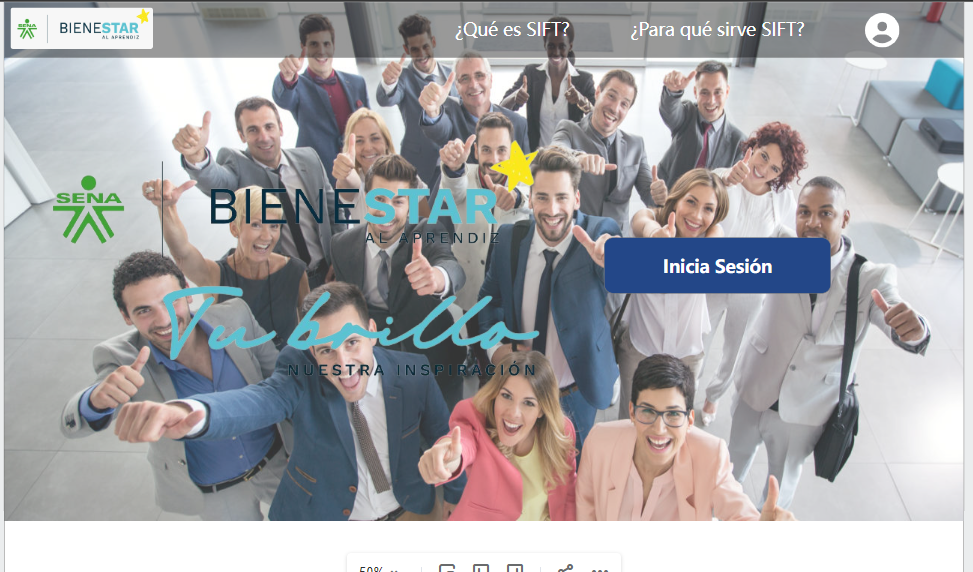 SENA
BIENESTAR
AL APRENDIZ
¿Qué es SIFT?
¿Para qué sirve SIFT?
SENA
BIENESTAR
AL APRENDIZ
Inicia Sesión
Tu brillo
NUESTRA INSPIRACIÓN
50%